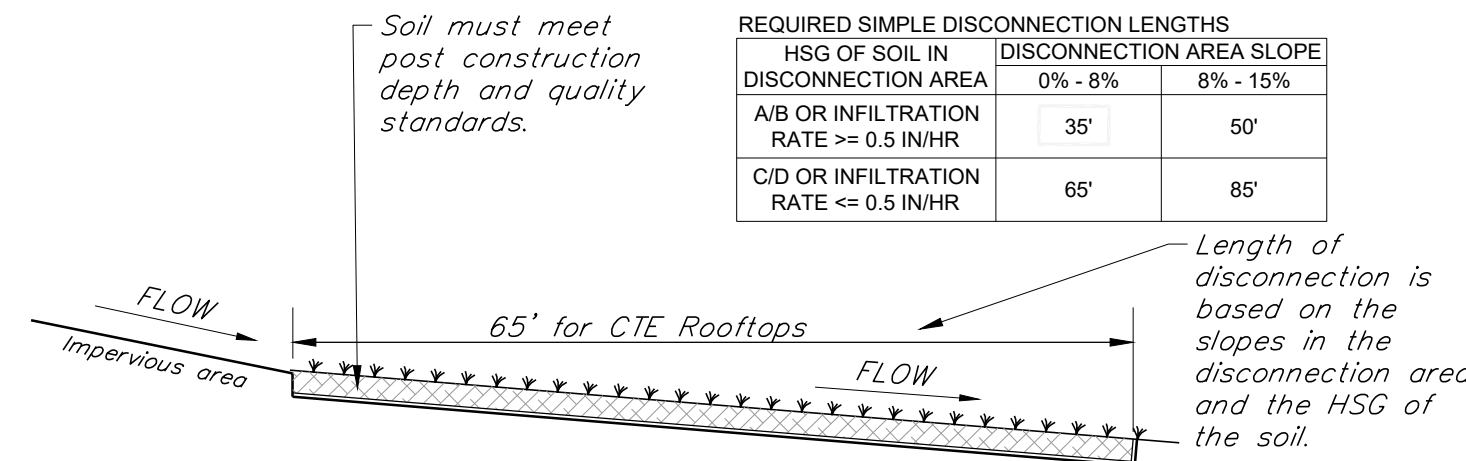 Soil must meet
post construction
depth and quality
standards.
REQUIRED SIMPLE DISCONNECTION LENGTHS
HSG OF SOIL IN
DISCONNECTION AREA
DISCONNECTION AREA SLOPE
0% - 8%
8% - 15%
A/B OR INFILTRATION
RATE >= 0.5 IN/HR
35'
50'
C/D OR INFILTRATION
RATE <= 0.5 IN/HR
65'
85'
Length of
disconnection is
based on the
slopes in the
disconnection area
and the HSG of
the soil.
FLOW
Impervious area
65' for CTE Rooftops
FLOW